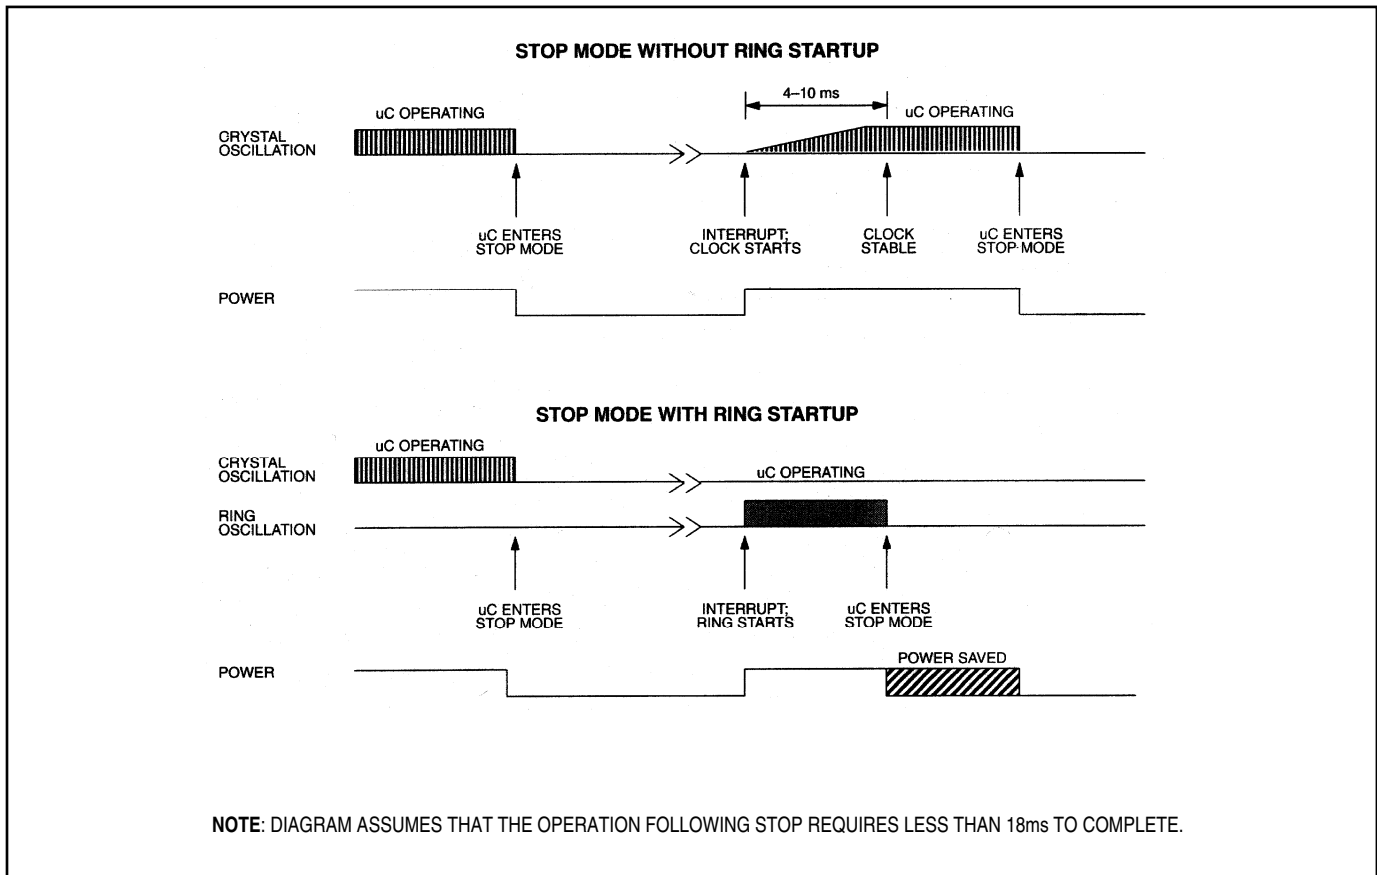 STOP MODE WITHOUT RING STARTUP
4–10 ms
uC OPERATING
uC OPERATING
CRYSTAL
OSCILLATION
uC ENTERS
STOP MODE
INTERRUPT;
CLOCK STARTS
CLOCK
STABLE
uC ENTERS
STOP MODE
POWER
STOP MODE WITH RING STARTUP
uC OPERATING
CRYSTAL
OSCILLATION
uC OPERATING
RING
OSCILLATION
uC ENTERS
STOP MODE
INTERRUPT;
RING STARTS
uC ENTERS
STOP MODE
POWER SAVED
POWER
NOTE: DIAGRAM ASSUMES THAT THE OPERATION FOLLOWING STOP REQUIRES LESS THAN 18ms TO COMPLETE.